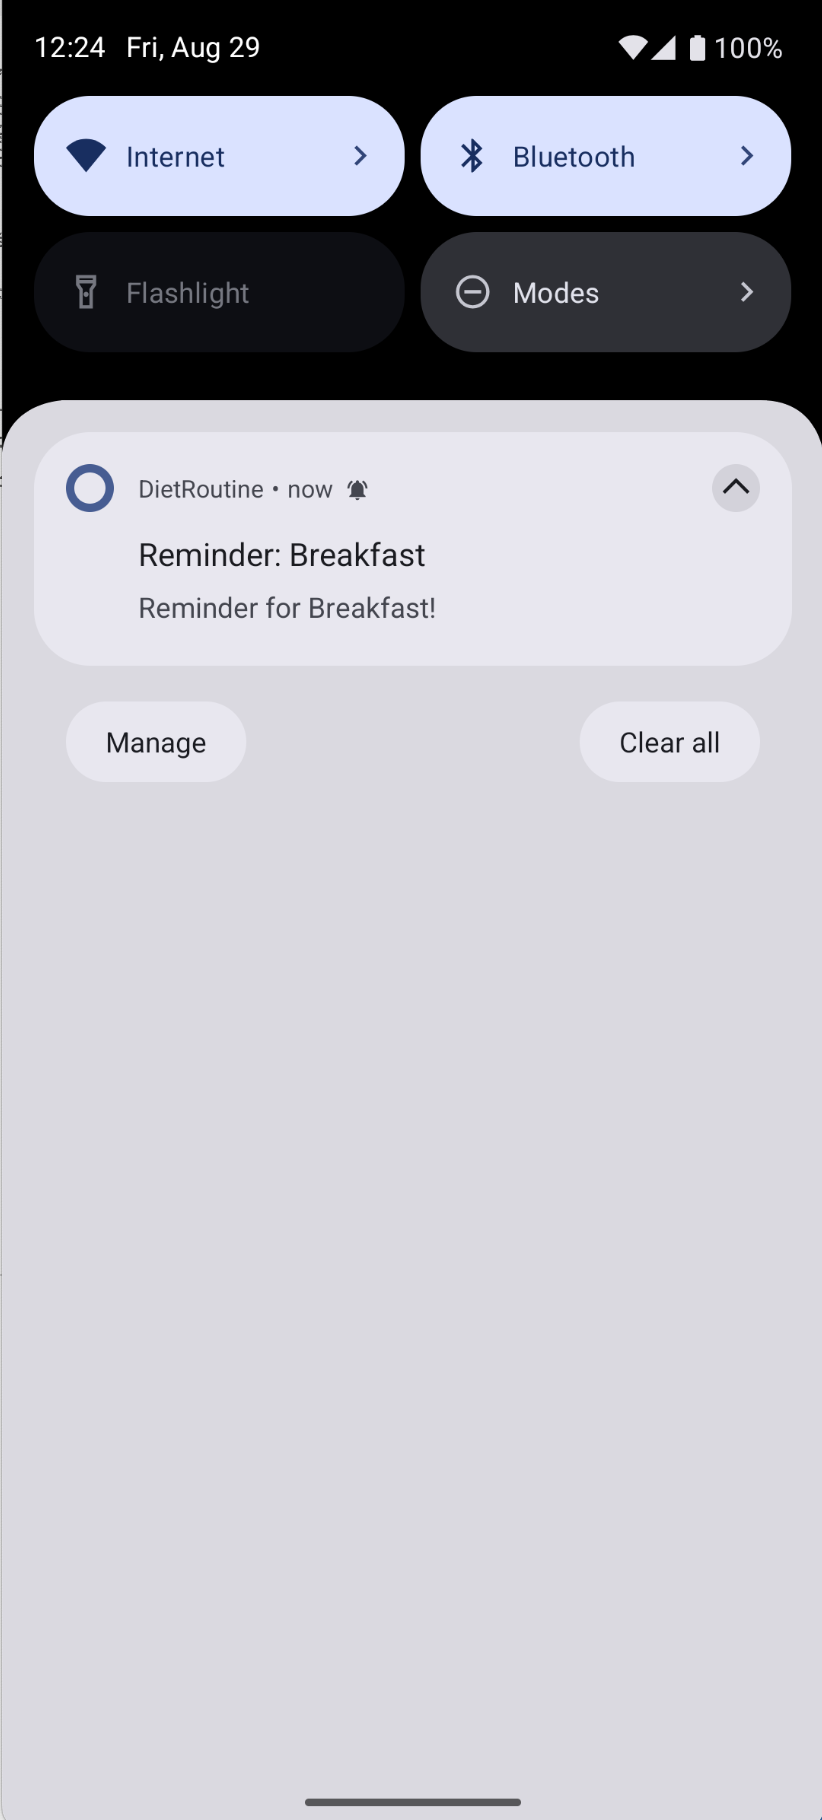 12:24 Fri, Aug 29 100%
Internet Bluetooth
Flashlight Modes
DietRoutine • now
Reminder: Breakfast
Reminder for Breakfast!
Manage Clear all